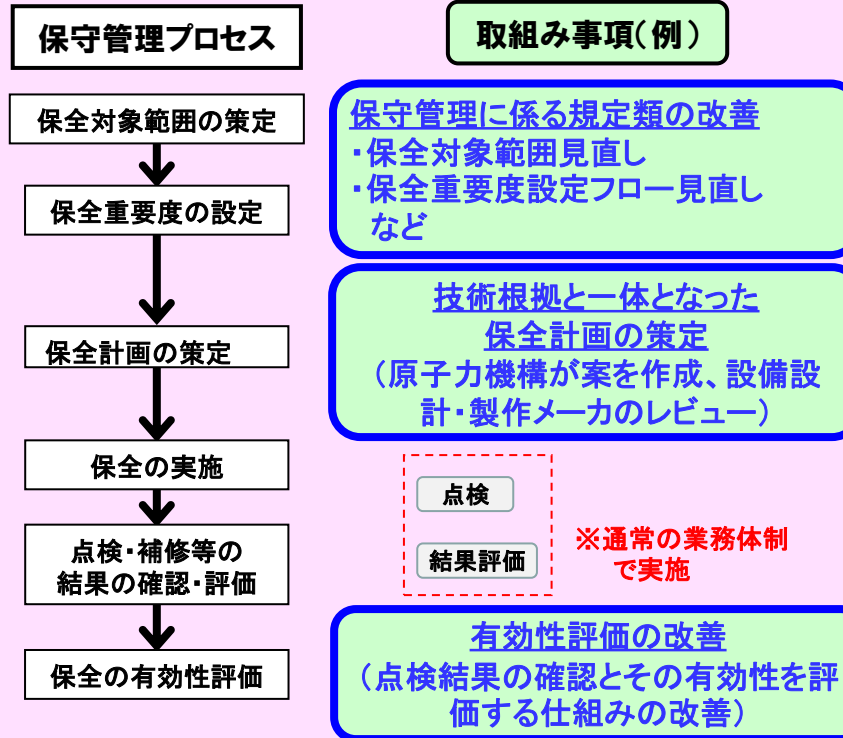 保守管理プロセス
取組み事項(例)
保全対象範囲の策定
保全重要度の設定
保全計画の策定
保全の実施
点検・補修等の
結果の確認・評価
保全の有効性評価
保守管理に係る規定類の改善
・保全対象範囲見直し
・保全重要度設定フロー見直し
など
技術根拠と一体となった
保全計画の策定
(原子力機構が案を作成、設備設
計・製作メーカのレビュー)
点検
結果評価
※通常の業務体制
で実施
有効性評価の改善
(点検結果の確認とその有効性を評
価する仕組みの改善)